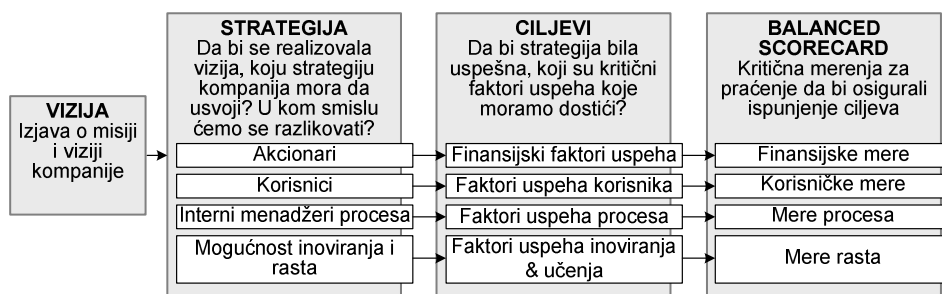 VIZIJA
Izjava o misiji
i viziji
kompanije
STRATEGIJA
Da bi se realizovala
vizija, koju strategiju
kompanija mora da
usvoji? U kom smislu
ćemo se razlikovati?
Akcionari
Korisnici
Interni menadžeri procesa
Mogućnost inoviranja i
rasta
CILJEVI
Da bi strategija bila
uspešna, koji su kritični
faktori uspeha koje
moramo dostići?
Finansijski faktori uspeha
Faktori uspeha korisnika
Faktori uspeha procesa
Faktori uspeha inoviranja
& učenja
BALANCED
SCORECARD
Kritična merenja za
praćenje da bi osigurali
ispunjenje ciljeva
Finansijske mere
Korisničke mere
Mere procesa
Mere rasta